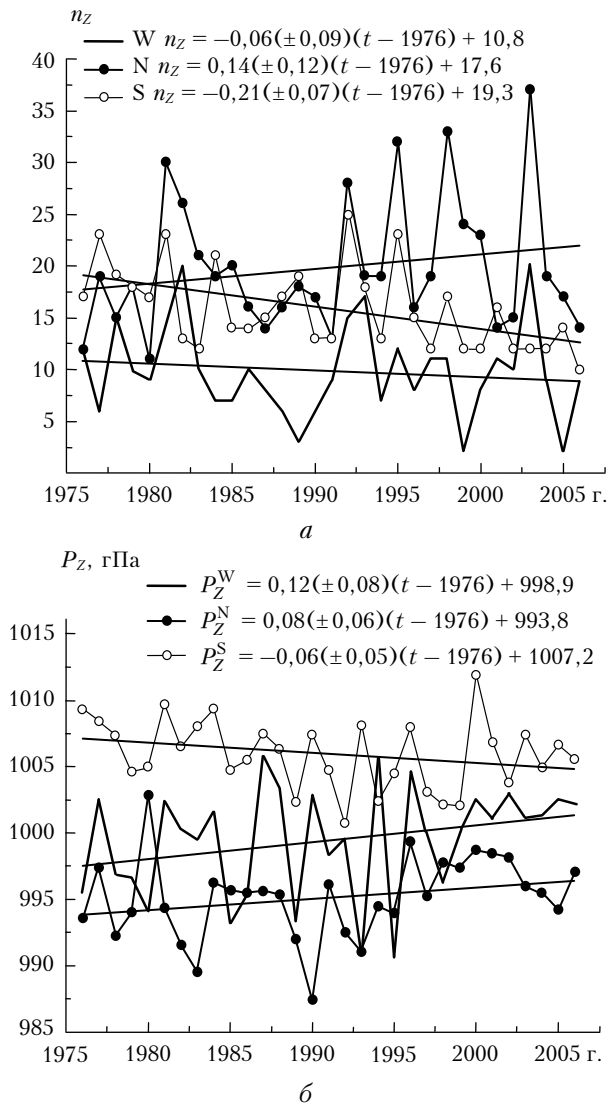 n_Z
W n_Z = −0,06(±0,09)(t − 1976) + 10,8
N n_Z = 0,14(±0,12)(t − 1976) + 17,6
S n_Z = −0,21(±0,07)(t − 1976) + 19,3
40
35
30
25
20
15
10
5
1975 1980 1985 1990 1995 2000 2005 г.
а
P_Z, гПа
P_Z^W = 0,12(±0,08)(t − 1976) + 998,9
P_Z^N = 0,08(±0,06)(t − 1976) + 993,8
P_Z^S = −0,06(±0,05)(t − 1976) + 1007,2
1015
1010
1005
1000
995
990
985
1975 1980 1985 1990 1995 2000 2005 г.
б